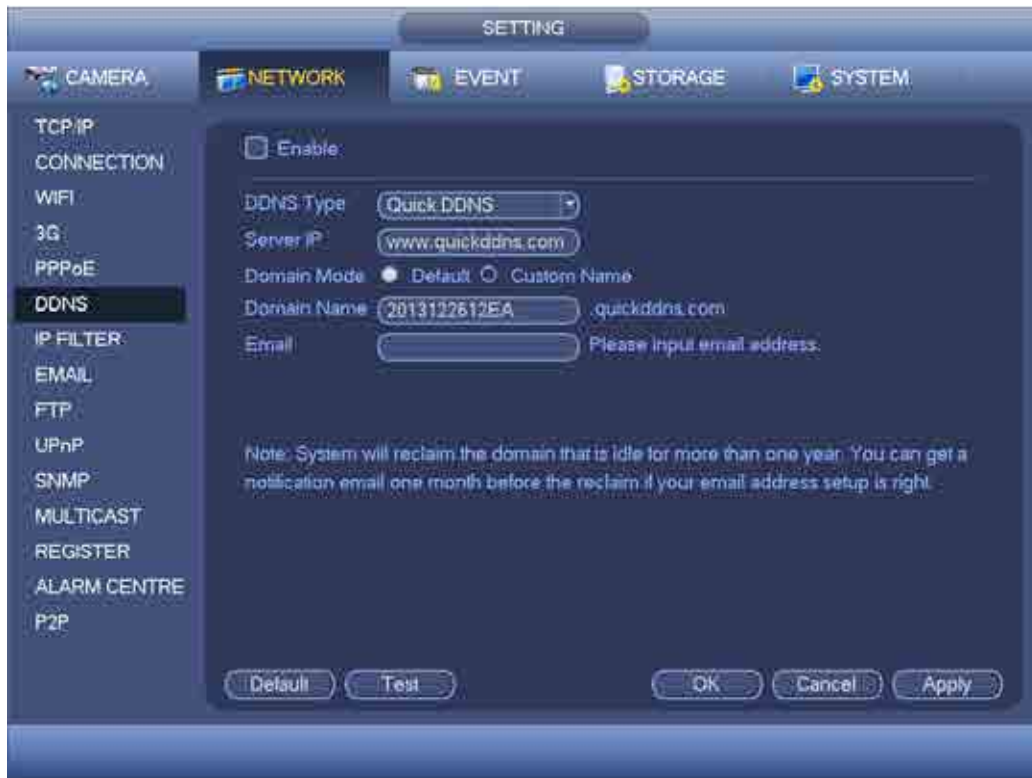 SETTING
CAMERA NETWORK EVENT STORAGE SYSTEM
TCP/IP
CONNECTION
WIFI
3G
PPPoE
DDNS
IP FILTER
EMAIL
FTP
UPnP
SNMP
MULTICAST
REGISTER
ALARM CENTRE
P2P
Enable
DDNS Type Quick DDNS
Server IP www.quickddns.com
Domain Mode Default Custom Name
Domain Name 2013122612EA .quickddns.com
Email Please input email address.
Note: System will reclaim the domain that is idle for more than one year. You can get a
notification email one month before the reclaim if your email address setup is right.
Default Test OK Cancel Apply